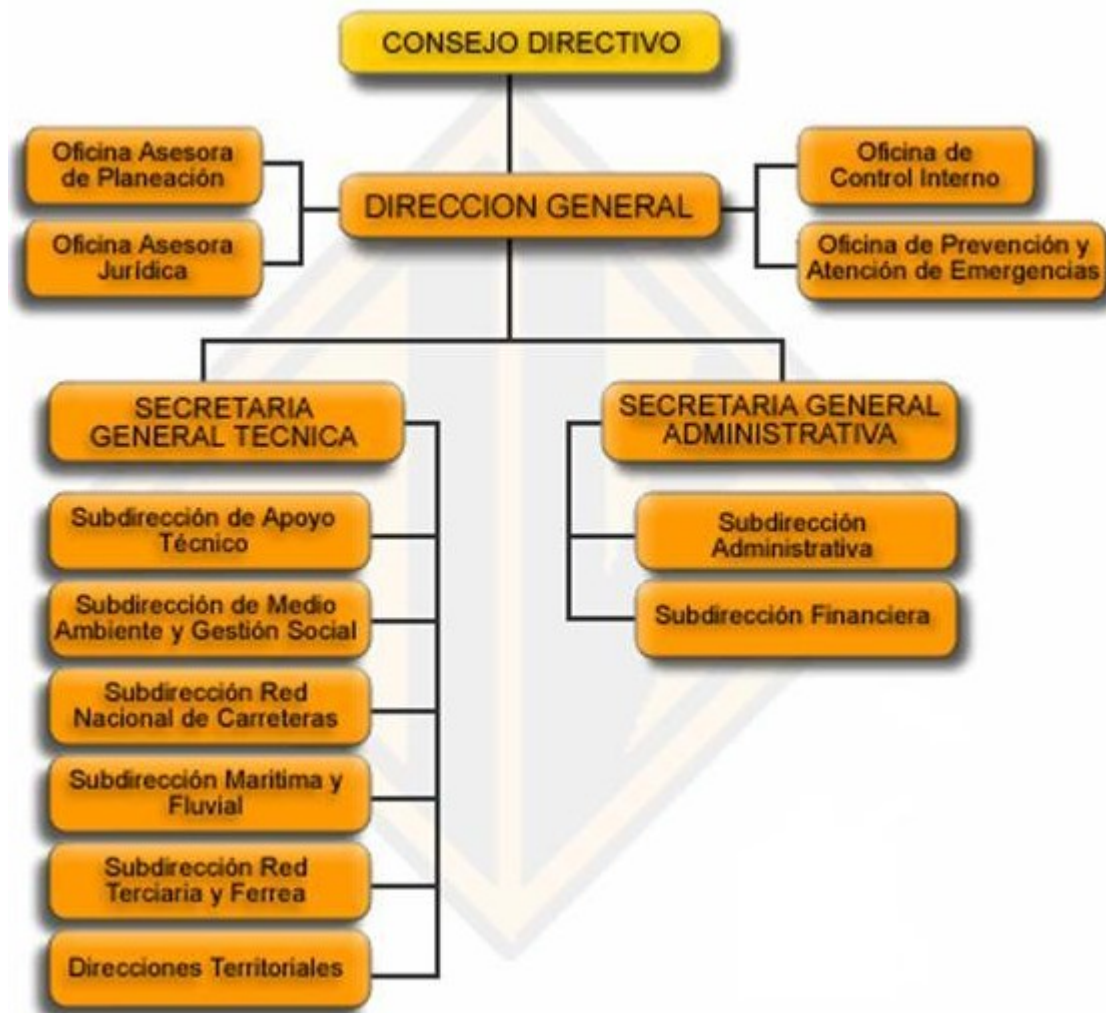 CONSEJO DIRECTIVO
Oficina Asesora
de Planeación
Oficina de
Control Interno
DIRECCION GENERAL
Oficina Asesora
Jurídica
Oficina de Prevención y
Atención de Emergencias
SECRETARIA
GENERAL TECNICA
SECRETARIA GENERAL
ADMINISTRATIVA
Subdirección de Apoyo
Técnico
Subdirección de Medio
Ambiente y Gestión Social
Subdirección Red
Nacional de Carreteras
Subdirección Maritima y
Fluvial
Subdirección Red
Terciaria y Ferrea
Direcciones Territoriales
Subdirección
Administrativa
Subdirección Financiera